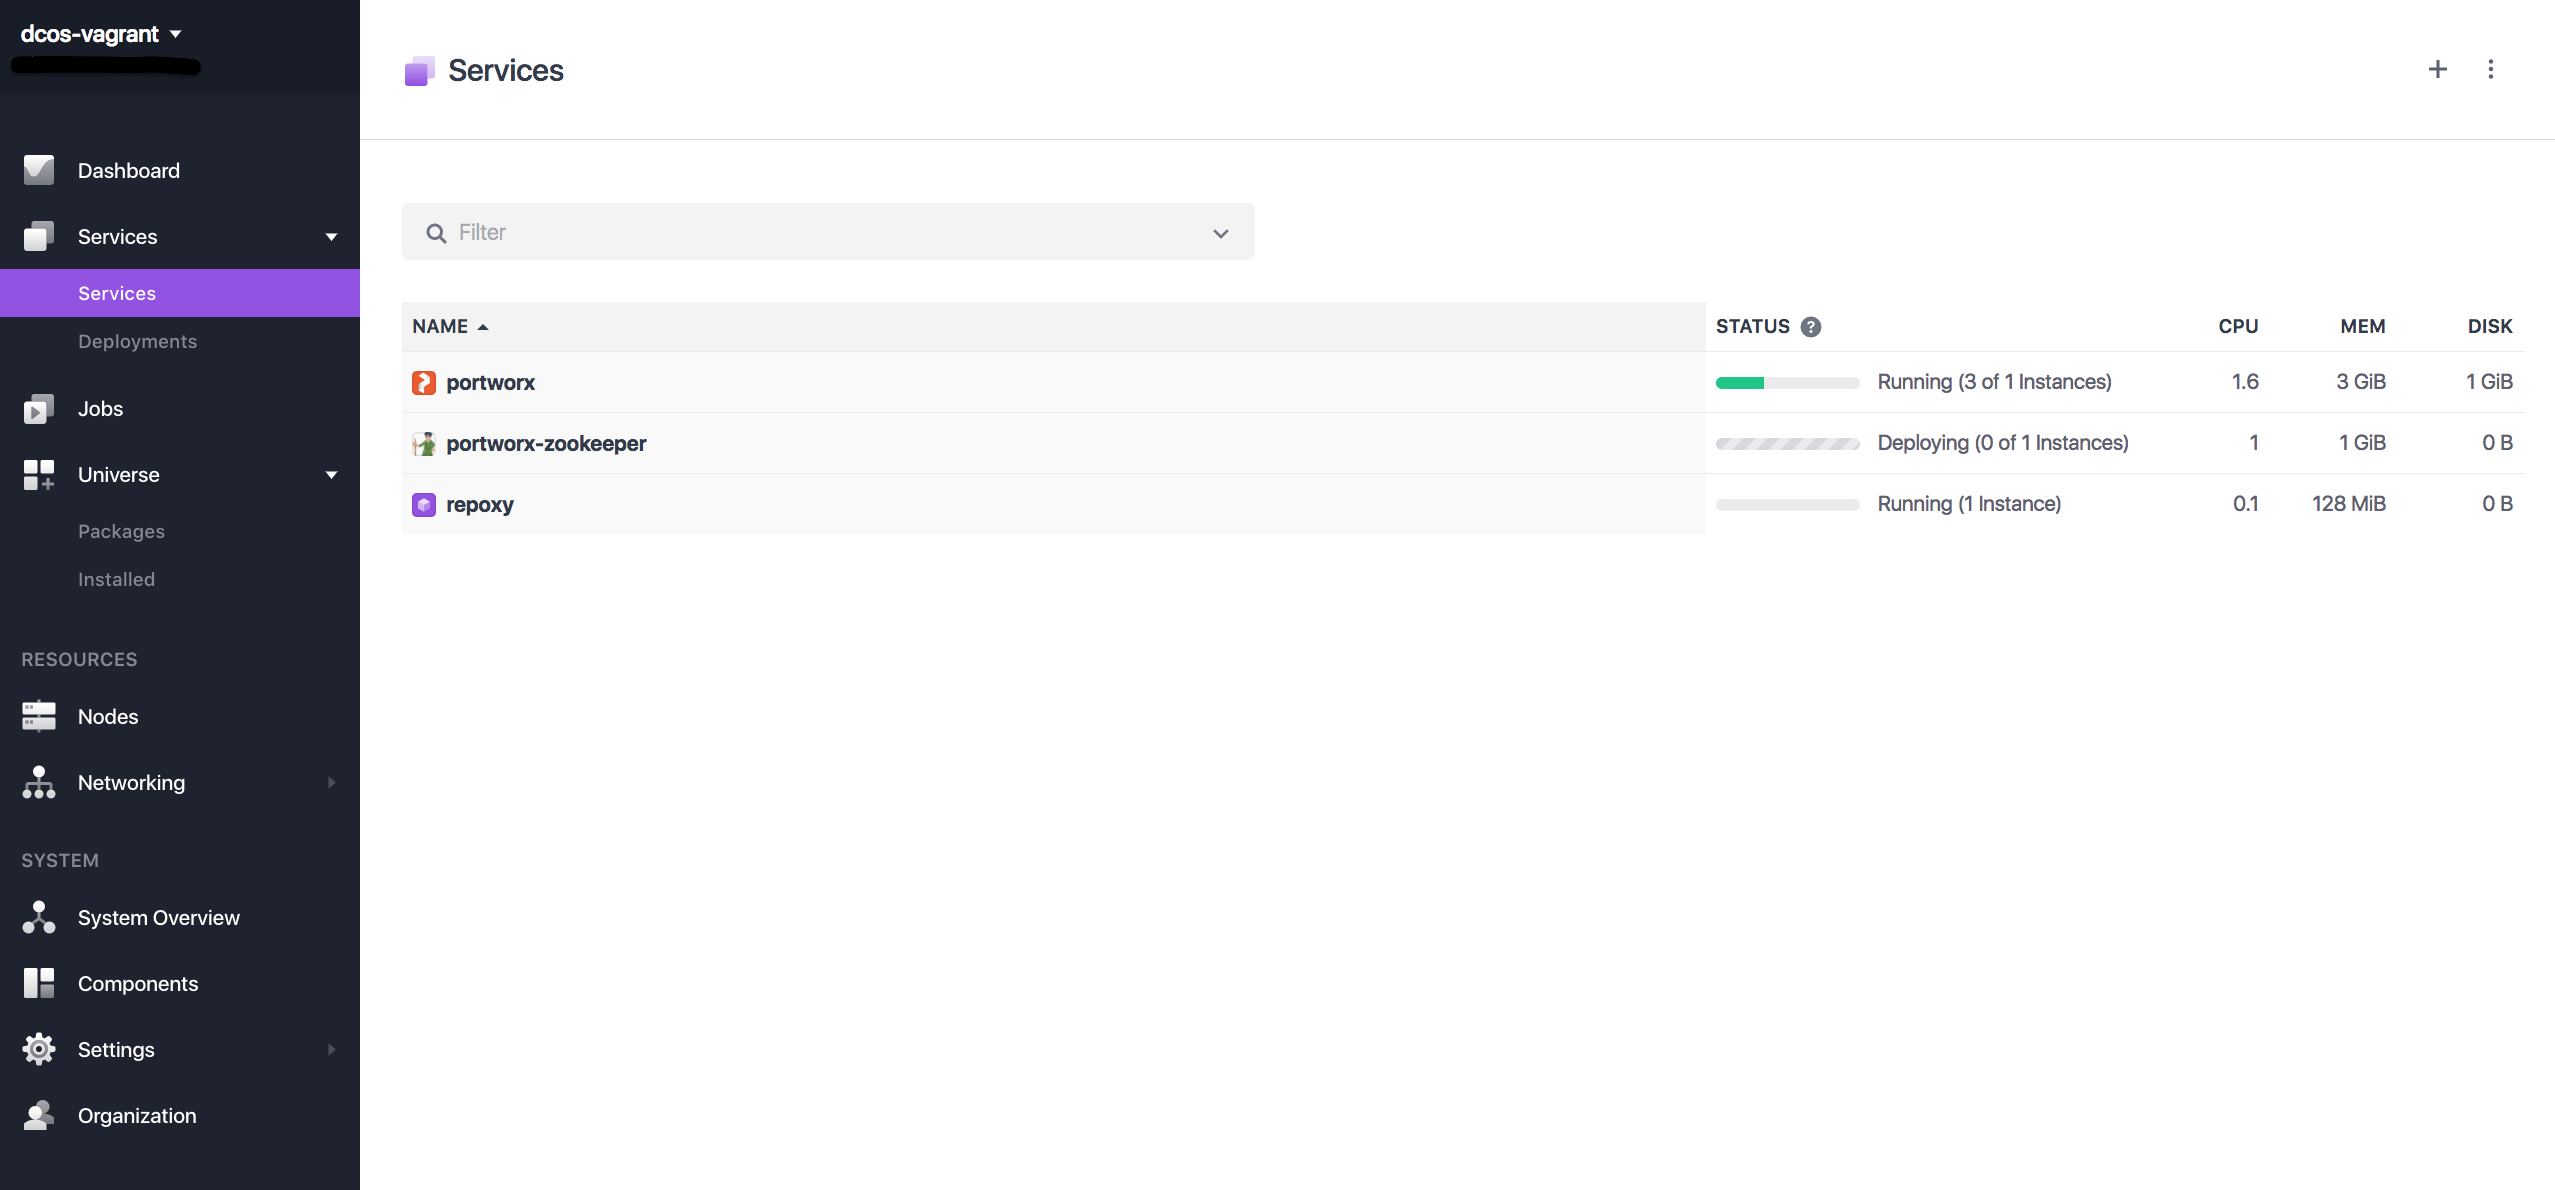 dcos-vagrant
Dashboard
Services
Services
Deployments
Jobs
Universe
Packages
Installed
RESOURCES
Nodes
Networking
SYSTEM
System Overview
Components
Settings
Organization
Services
Filter
NAME STATUS ? CPU MEM DISK
portworx Running (3 of 1 Instances) 1.6 3 GiB 1 GiB
portworx-zookeeper Deploying (0 of 1 Instances) 1 1 GiB 0 B
repoxy Running (1 Instance) 0.1 128 MiB 0 B